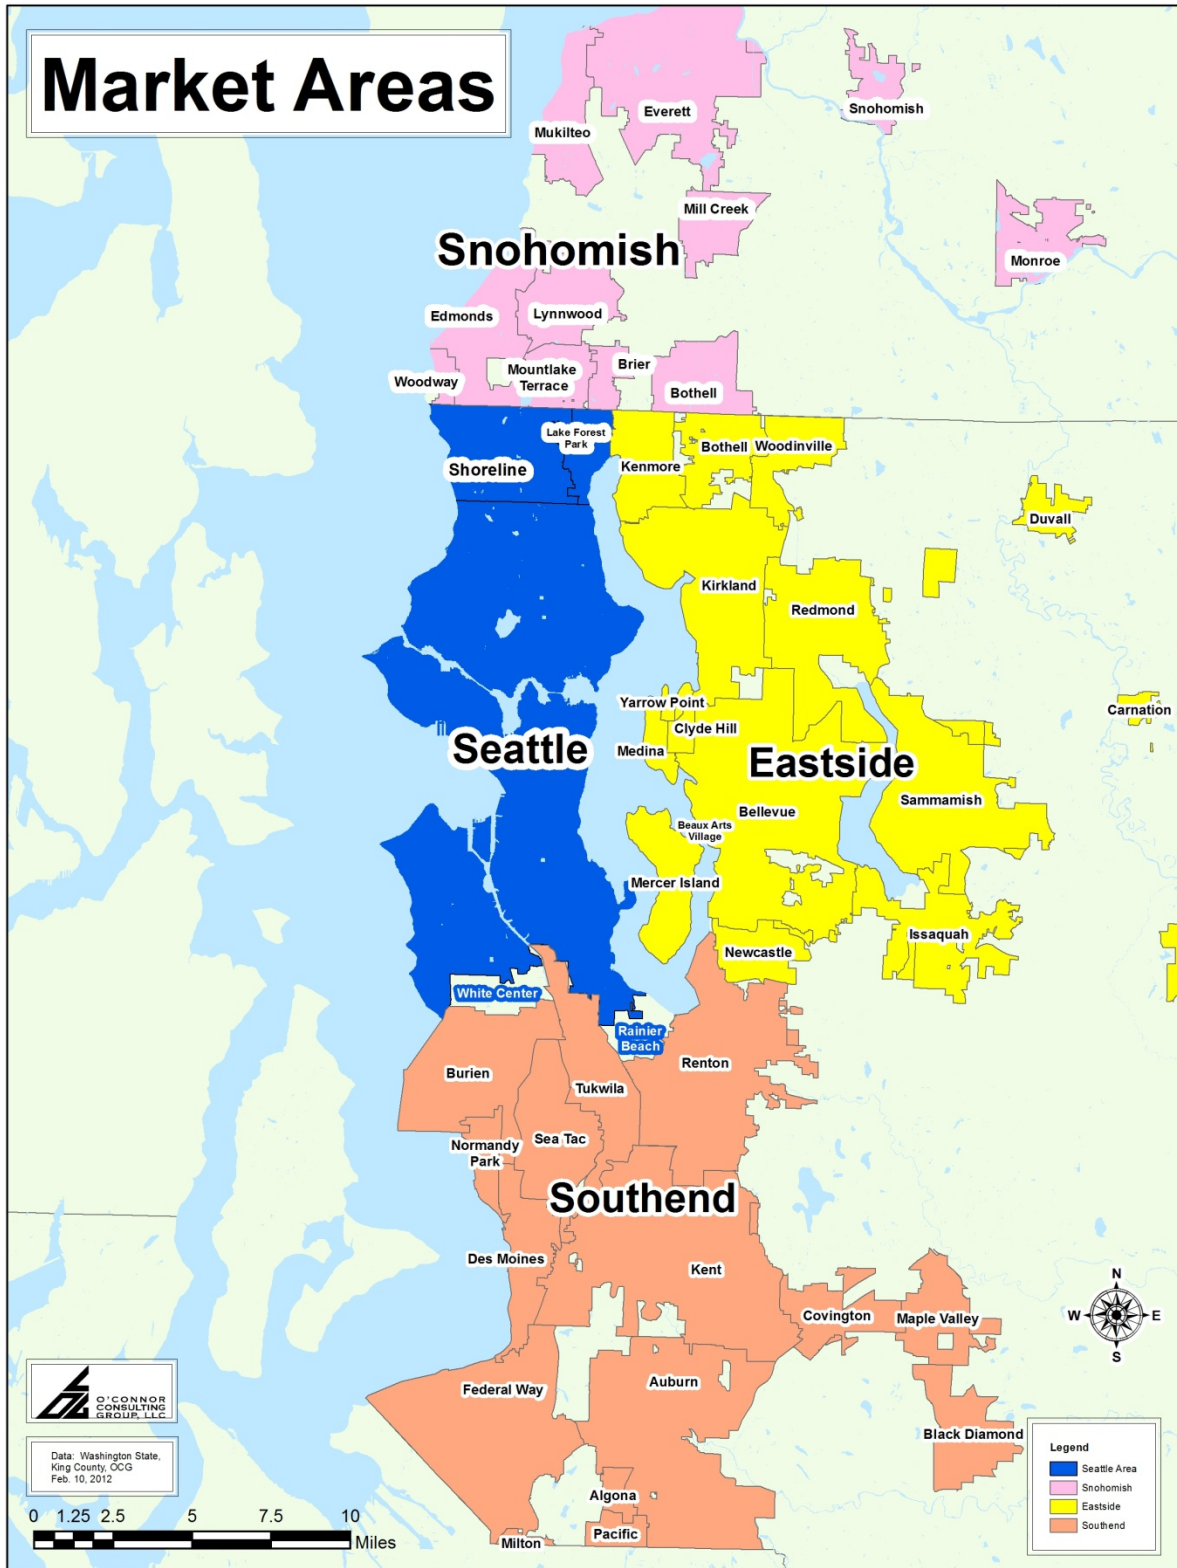 Market Areas
Everett
Snohomish
Mukilteo
Mill Creek
Snohomish
Monroe
Edmonds
Lynnwood
Brier
Mountlake
Terrace
Woodway
Bothell
Lake Forest
Park
Shoreline
Kenmore
Bothell
Woodinville
Duvall
Kirkland
Redmond
Yarrow Point
Carnation
Clyde Hill
Medina
Seattle
Eastside
Sammamish
Bellevue
Beaux Arts
Village
Mercer Island
Issaquah
Newcastle
White Center
Rainier
Beach
Renton
Burien
Tukwila
Sea Tac
Normandy
Park
Southend
Des Moines
Kent
Covington
Maple Valley
N
W
E
S
Federal Way
Auburn
Black Diamond
Algona
Pacific
Milton
O'CONNOR
CONSULTING
GROUP, LLC
Data: Washington State,
King County, OCG
Feb. 10, 2012
0 1.25 2.5 5 7.5 10
Miles
Legend
Seattle Area
Snohomish
Eastside
Southend